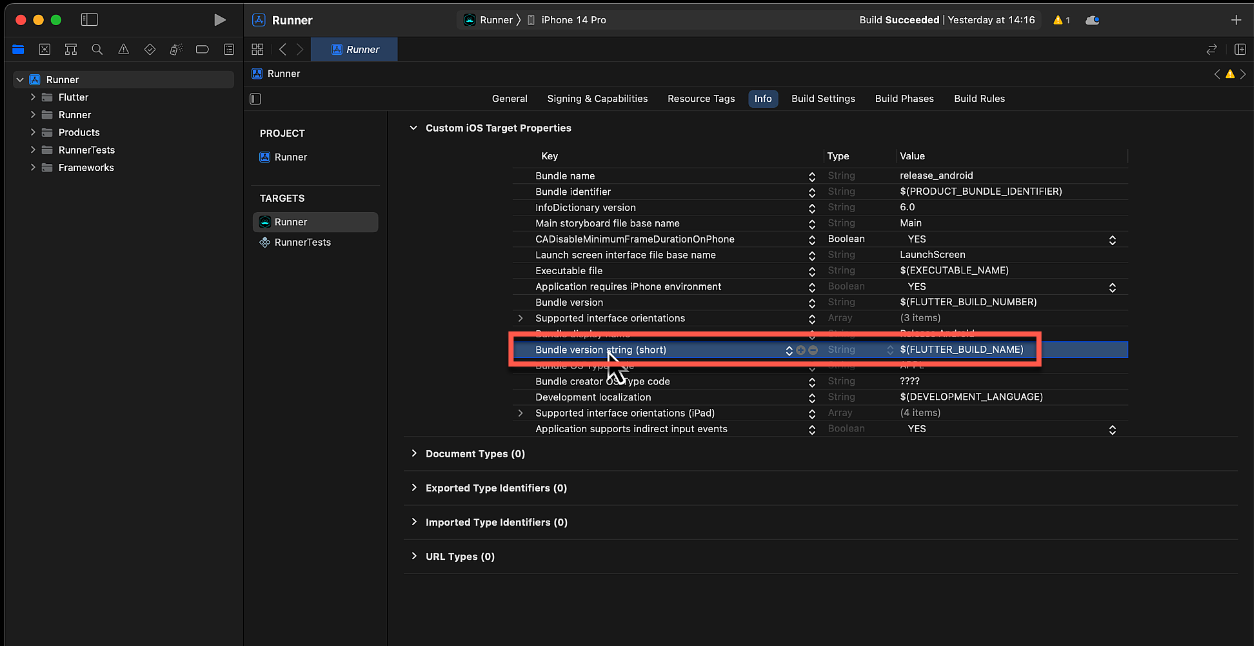 Runner
Runner
iPhone 14 Pro
Build Succeeded | Yesterday at 14:16
1
Runner
Runner
Flutter
Runner
Products
RunnerTests
Frameworks
Runner
General Signing & Capabilities Resource Tags Info Build Settings Build Phases Build Rules
PROJECT
Runner
TARGETS
Runner
RunnerTests
Custom iOS Target Properties
Key Type Value
Bundle name String release_android
Bundle identifier String $(PRODUCT_BUNDLE_IDENTIFIER)
InfoDictionary version String 6.0
Main storyboard file base name String Main
CADisableMinimumFrameDurationOnPhone Boolean YES
Launch screen interface file base name String LaunchScreen
Executable file String $(EXECUTABLE_NAME)
Application requires iPhone environment Boolean YES
Bundle version String $(FLUTTER_BUILD_NUMBER)
Supported interface orientations Array (3 items)
Bundle display name Release Android
Bundle version string (short) String $(FLUTTER_BUILD_NAME)
Bundle OS Type APPL
Bundle creator OS Type code String ????
Development localization String $(DEVELOPMENT_LANGUAGE)
Supported interface orientations (iPad) Array (4 items)
Application supports indirect input events Boolean YES
Document Types (0)
Exported Type Identifiers (0)
Imported Type Identifiers (0)
URL Types (0)